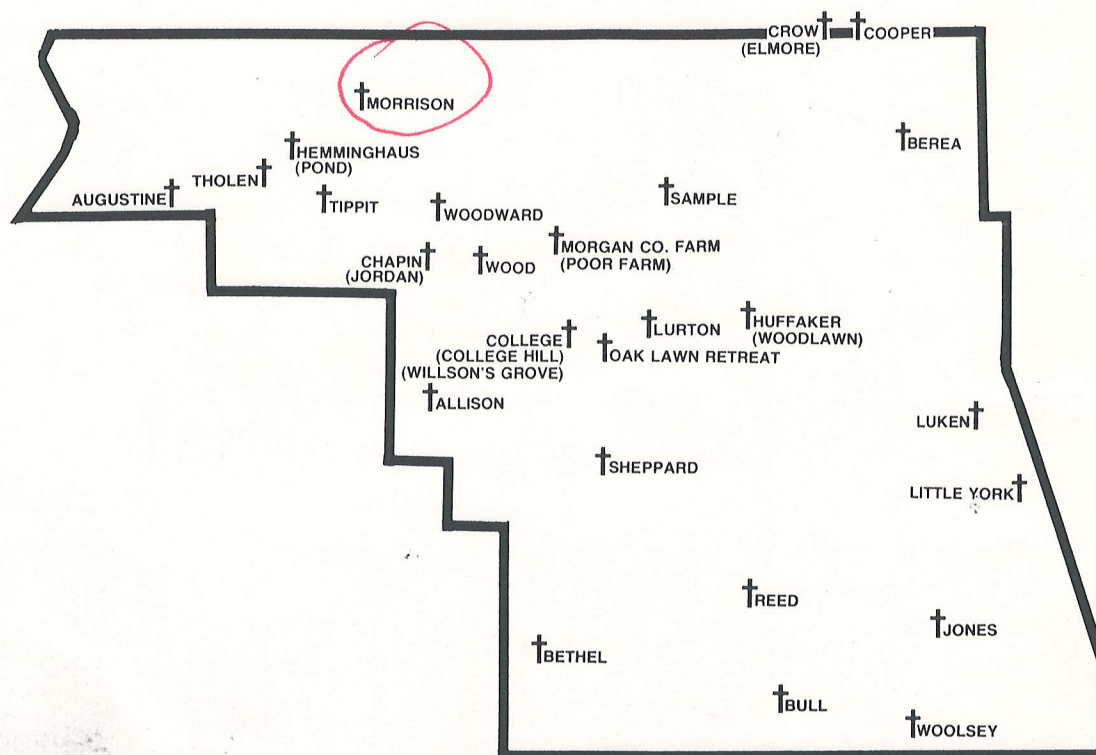 CROW
(ELMORE)
COOPER
MORRISON
BEREA
HEMMINGHAUS
(POND)
THOLEN
AUGUSTINE
TIPPIT
SAMPLE
WOODWARD
MORGAN CO. FARM
(POOR FARM)
CHAPIN
(JORDAN)
WOOD
LURTON
HUFFAKER
(WOODLAWN)
COLLEGE
(COLLEGE HILL)
(WILLSON'S GROVE)
OAK LAWN RETREAT
ALLISON
LUKEN
SHEPPARD
LITTLE YORK
REED
JONES
BETHEL
BULL
WOOLSEY